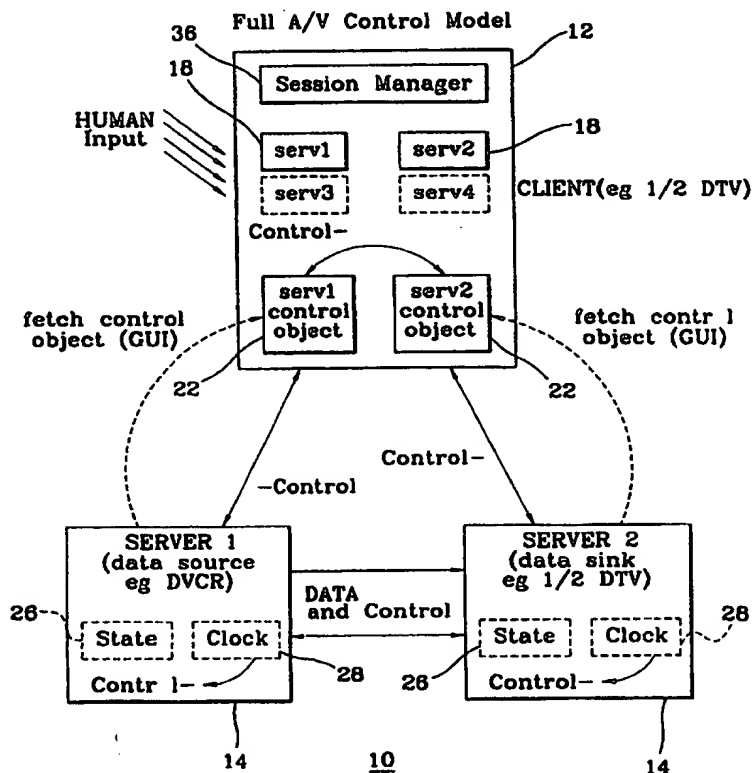 Full A/V Control Model
36
12
Session Manager
18
HUMAN
Input
serv1
serv2
18
serv3
serv4
CLIENT(eg 1/2 DTV)
Control-
serv1
control
object
serv2
control
object
fetch control
object (GUI)
fetch contr l
object (GUI)
22
22
-Control
Control-
SERVER 1
(data source
eg DVCR)
SERVER 2
(data sink
eg 1/2 DTV)
DATA
and Control
26
State
Clock
28
Contr l-
26
State
Clock
28
Control-
14
10
14